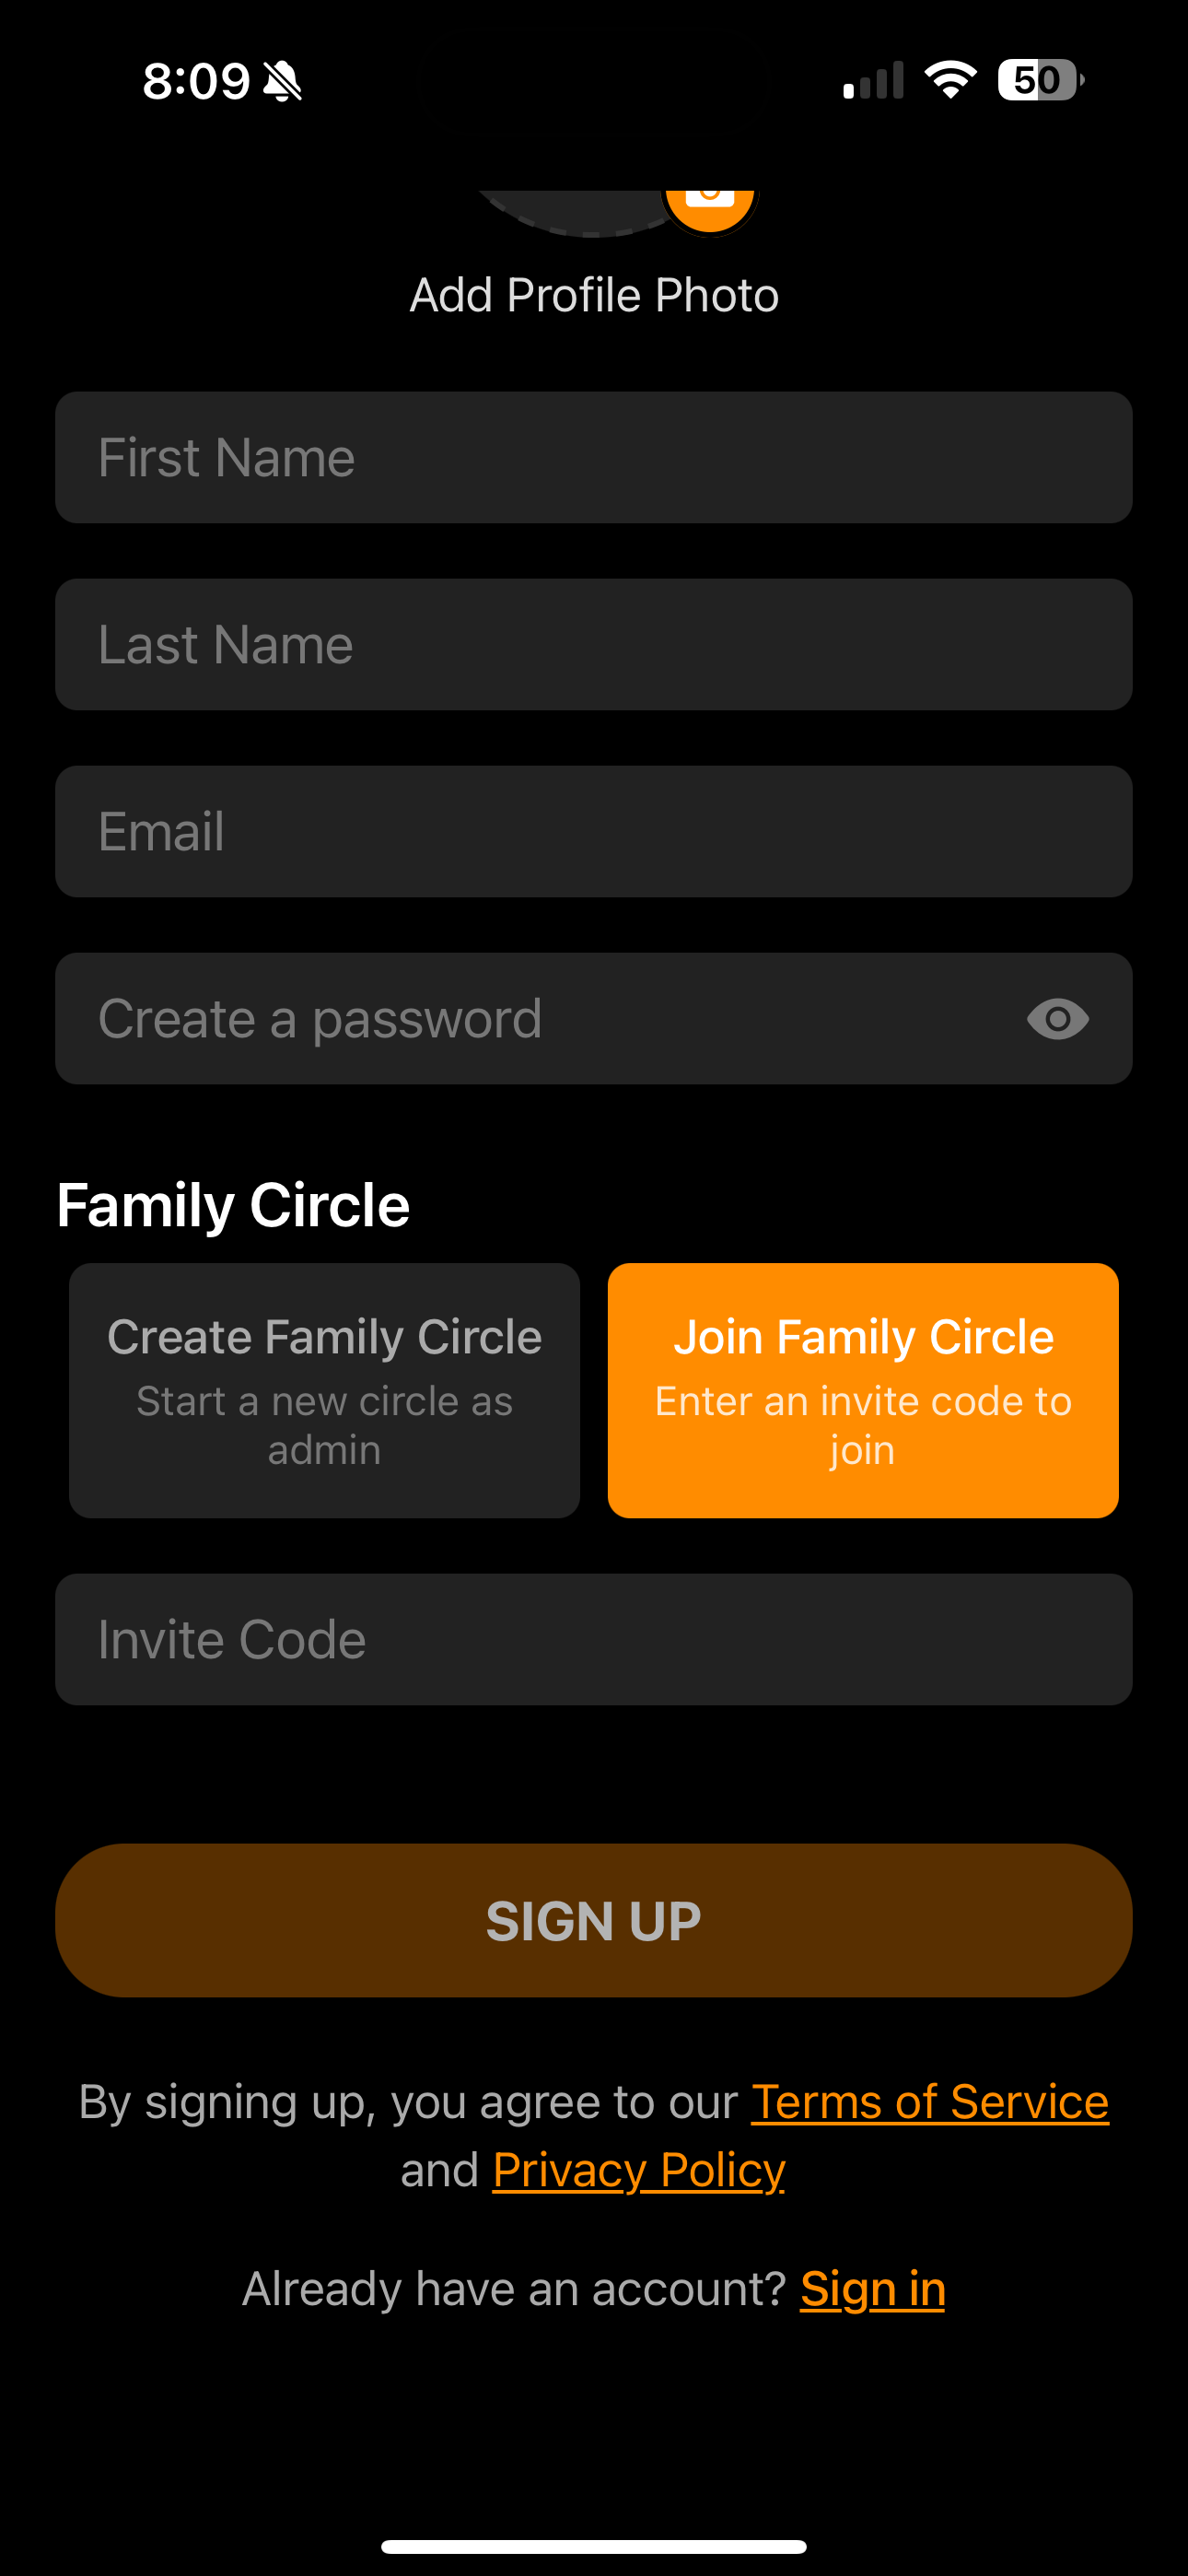 8:09
50
Add Profile Photo
First Name
Last Name
Email
Create a password
Family Circle
Create Family Circle
Start a new circle as
admin
Join Family Circle
Enter an invite code to
join
Invite Code
SIGN UP
By signing up, you agree to our Terms of Service
and Privacy Policy
Already have an account? Sign in